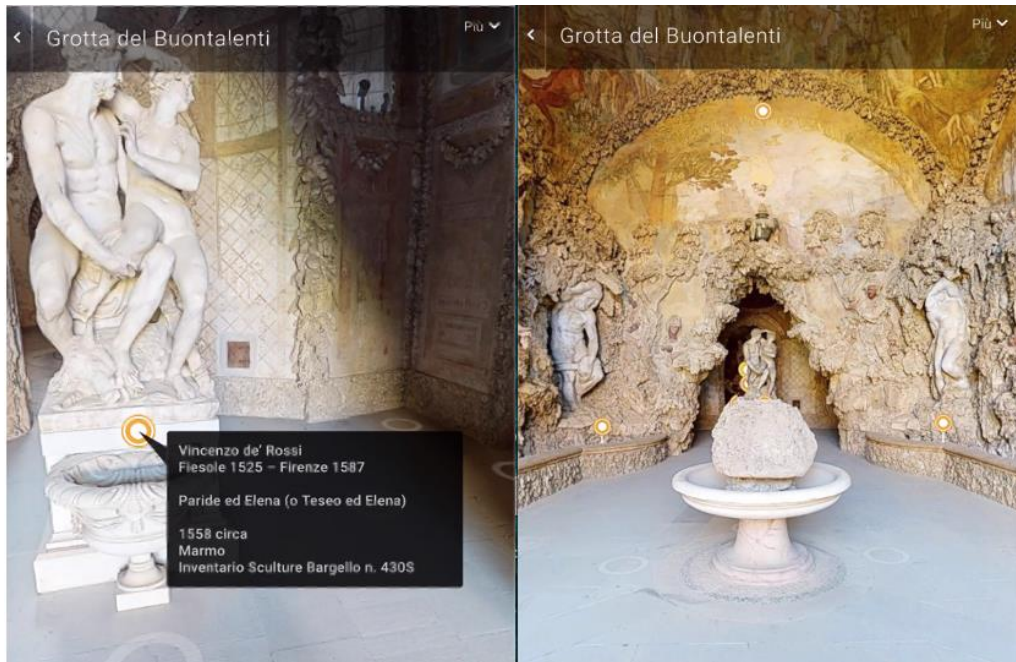 Grotta del Buontalenti
Più
Vincenzo de' Rossi
Fiesole 1525 – Firenze 1587
Paride ed Elena (o Teseo ed Elena)
1558 circa
Marmo
Inventario Sculture Bargello n. 430S
Grotta del Buontalenti
Più